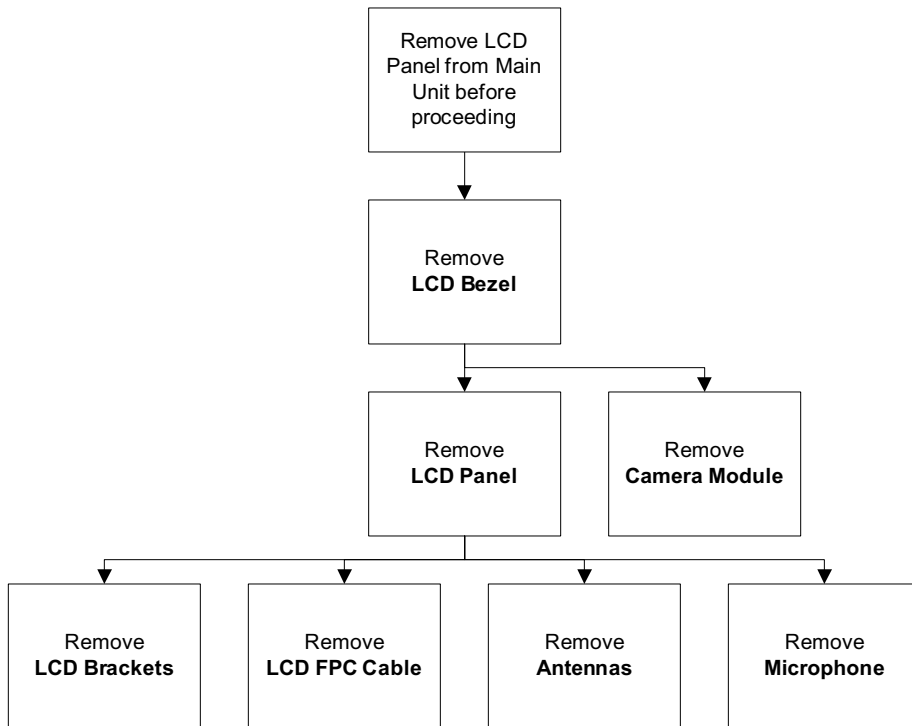 Remove LCD
Panel from Main
Unit before
proceeding
Remove
LCD Bezel
Remove
LCD Panel
Remove
Camera Module
Remove
LCD Brackets
Remove
LCD FPC Cable
Remove
Antennas
Remove
Microphone